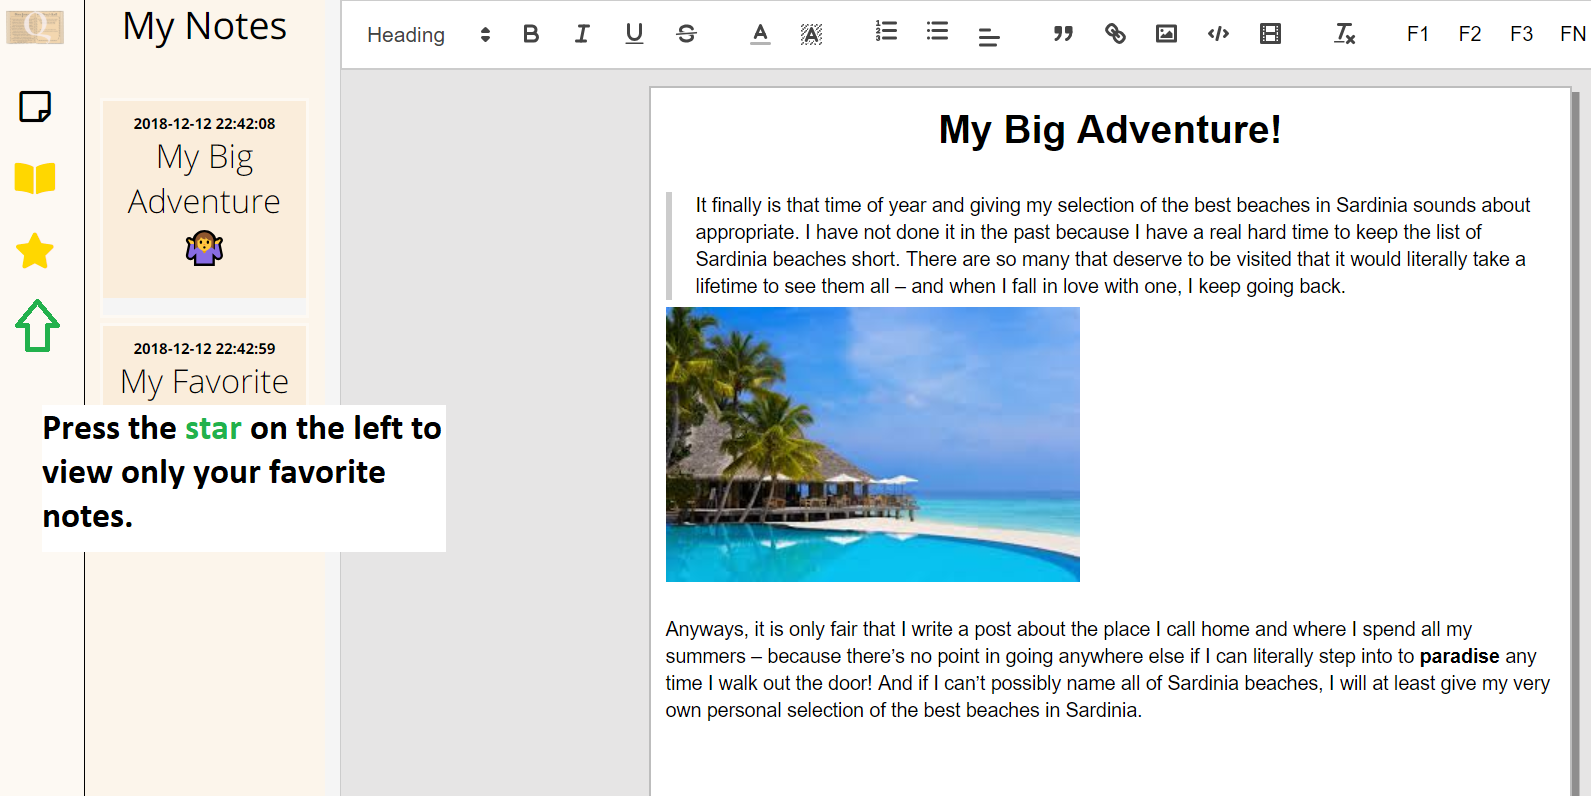 Q
My Notes
2018-12-12 22:42:08
My Big
Adventure
2018-12-12 22:42:59
My Favorite
Press the star on the left to
view only your favorite
notes.
Heading
B I U S A A F1 F2 F3 FN
My Big Adventure!
It finally is that time of year and giving my selection of the best beaches in Sardinia sounds about
appropriate. I have not done it in the past because I have a real hard time to keep the list of
Sardinia beaches short. There are so many that deserve to be visited that it would literally take a
lifetime to see them all – and when I fall in love with one, I keep going back.
Anyways, it is only fair that I write a post about the place I call home and where I spend all my
summers – because there’s no point in going anywhere else if I can literally step into to paradise any
time I walk out the door! And if I can’t possibly name all of Sardinia beaches, I will at least give my very
own personal selection of the best beaches in Sardinia.